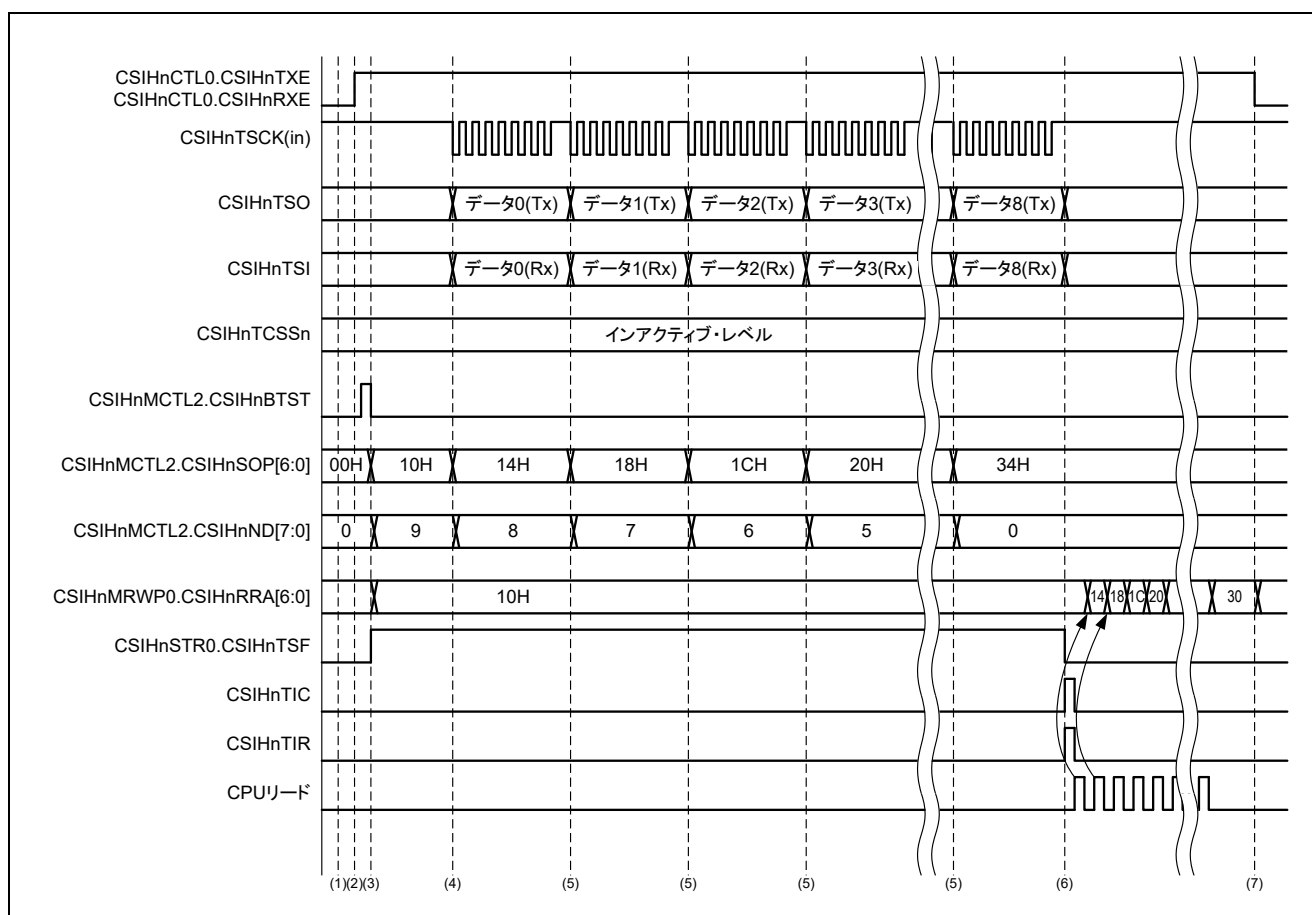 CSIHnCTL0.CSIHnTXE
CSIHnCTL0.CSIHnRXE
CSIHnTSCK(in)
CSIHnTSO データ0(Tx) データ1(Tx) データ2(Tx) データ3(Tx) データ8(Tx)
CSIHnTSI データ0(Rx) データ1(Rx) データ2(Rx) データ3(Rx) データ8(Rx)
CSIHnTCSSn インアクティブ・レベル
CSIHnMCTL2.CSIHnBTST
CSIHnMCTL2.CSIHnSOP[6:0] 00H 10H 14H 18H 1CH 20H 34H
CSIHnMCTL2.CSIHnND[7:0] 0 9 8 7 6 5 0
CSIHnMRWP0.CSIHnRRA[6:0] 10H 14 18 1C 20 30
CSIHnSTR0.CSIHnTSF
CSIHnTIC
CSIHnTIR
CPUリード
(1) (2) (3) (4) (5) (5) (5) (5) (6) (7)